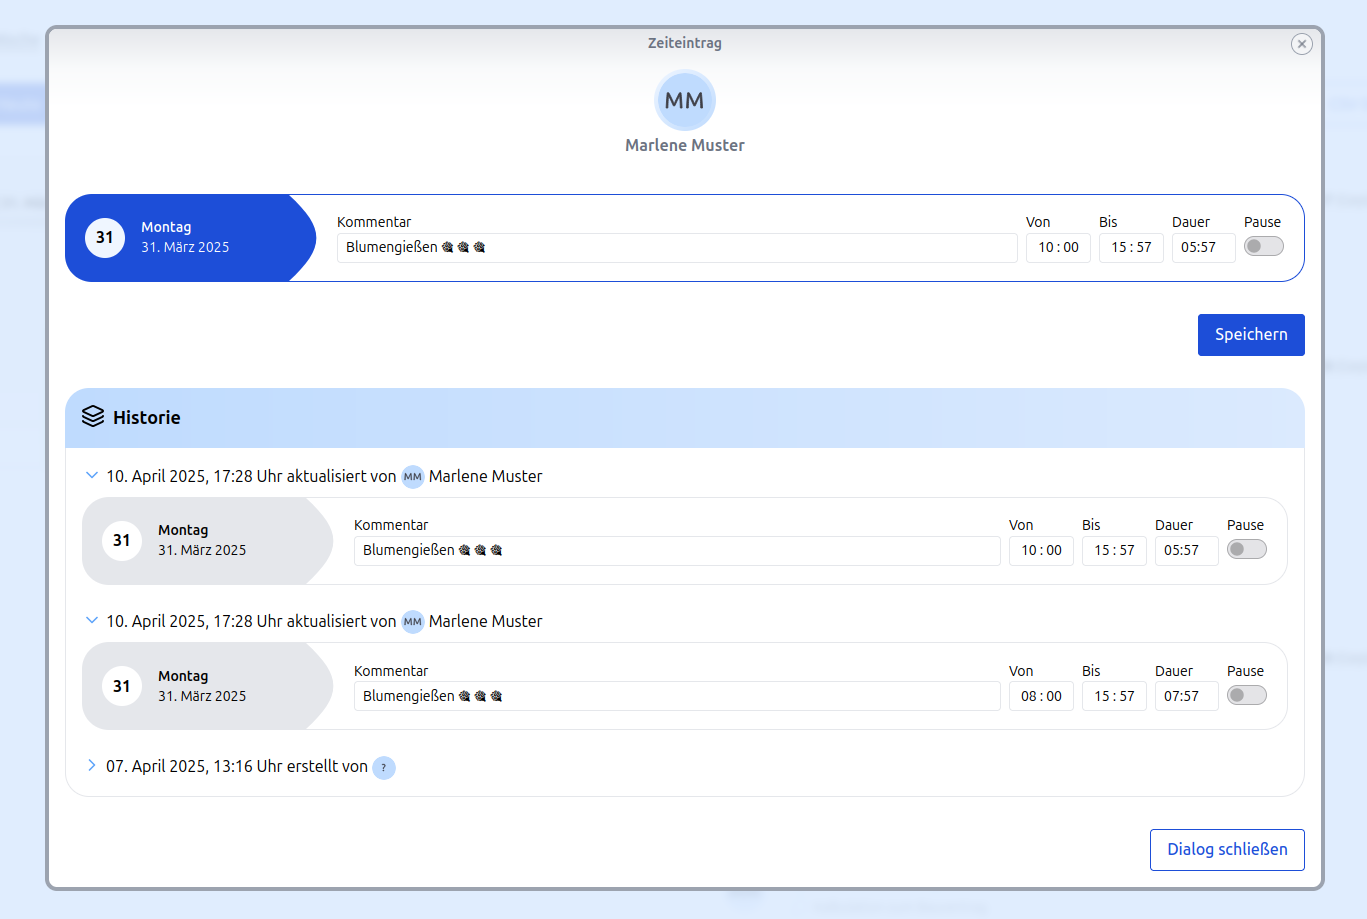 Zeiteintrag
MM
Marlene Muster
31
Montag
31. März 2025
Kommentar
Blumengießen
Von
10 : 00
Bis
15 : 57
Dauer
05:57
Pause
Speichern
Historie
10. April 2025, 17:28 Uhr aktualisiert von MM Marlene Muster
31
Montag
31. März 2025
Kommentar
Blumengießen
Von
10 : 00
Bis
15 : 57
Dauer
05:57
Pause
10. April 2025, 17:28 Uhr aktualisiert von MM Marlene Muster
31
Montag
31. März 2025
Kommentar
Blumengießen
Von
08 : 00
Bis
15 : 57
Dauer
07:57
Pause
07. April 2025, 13:16 Uhr erstellt von ?
Dialog schließen